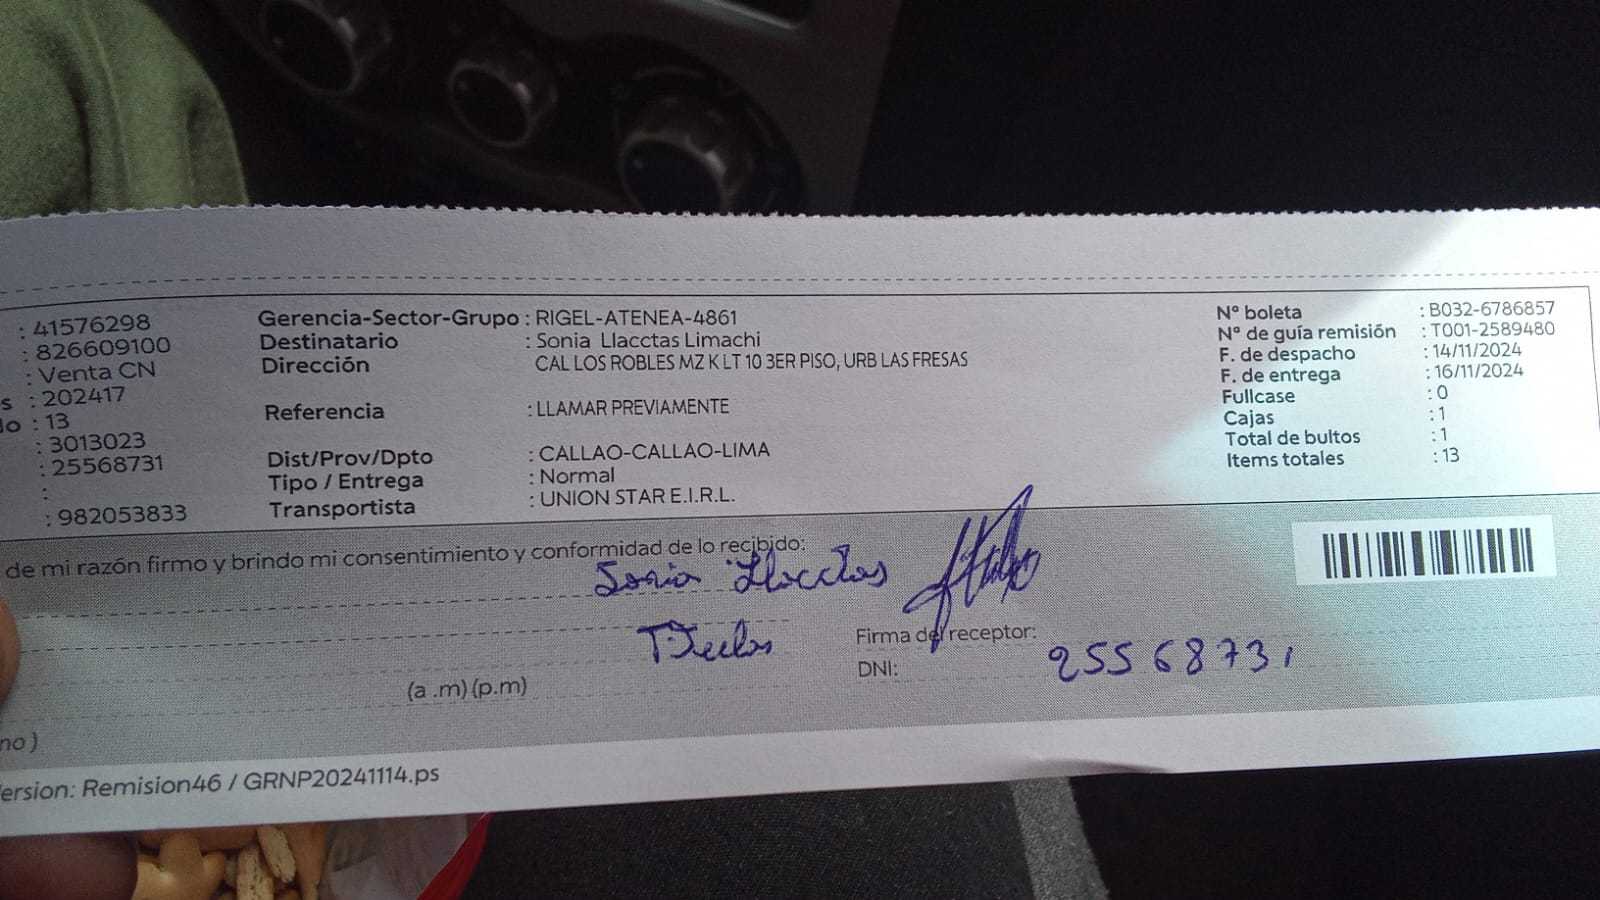 : 41576298
: 826609100
: Venta CN
s : 202417
do : 13
: 3013023
: 25568731
:
: 982053833
Gerencia-Sector-Grupo : RIGEL-ATENEA-4861
Destinatario : Sonia Llacctas Limachi
Dirección CAL LOS ROBLES MZ K LT 10 3ER PISO, URB LAS FRESAS
Referencia : LLAMAR PREVIAMENTE
Dist/Prov/Dpto : CALLAO-CALLAO-LIMA
Tipo / Entrega : Normal
Transportista : UNION STAR E.I.R.L.
Nº boleta : B032-6786857
Nº de guía remisión : T001-2589480
F. de despacho : 14/11/2024
F. de entrega : 16/11/2024
Fullcase : 0
Cajas : 1
Total de bultos : 1
Items totales : 13
de mi razón firmo y brindo mi consentimiento y conformidad de lo recibido:
Sonia Llacctas
Firma del receptor:
DNI: 25568731
(a .m) (p.m)
no )
ersion: Remision46 / GRNP20241114.ps